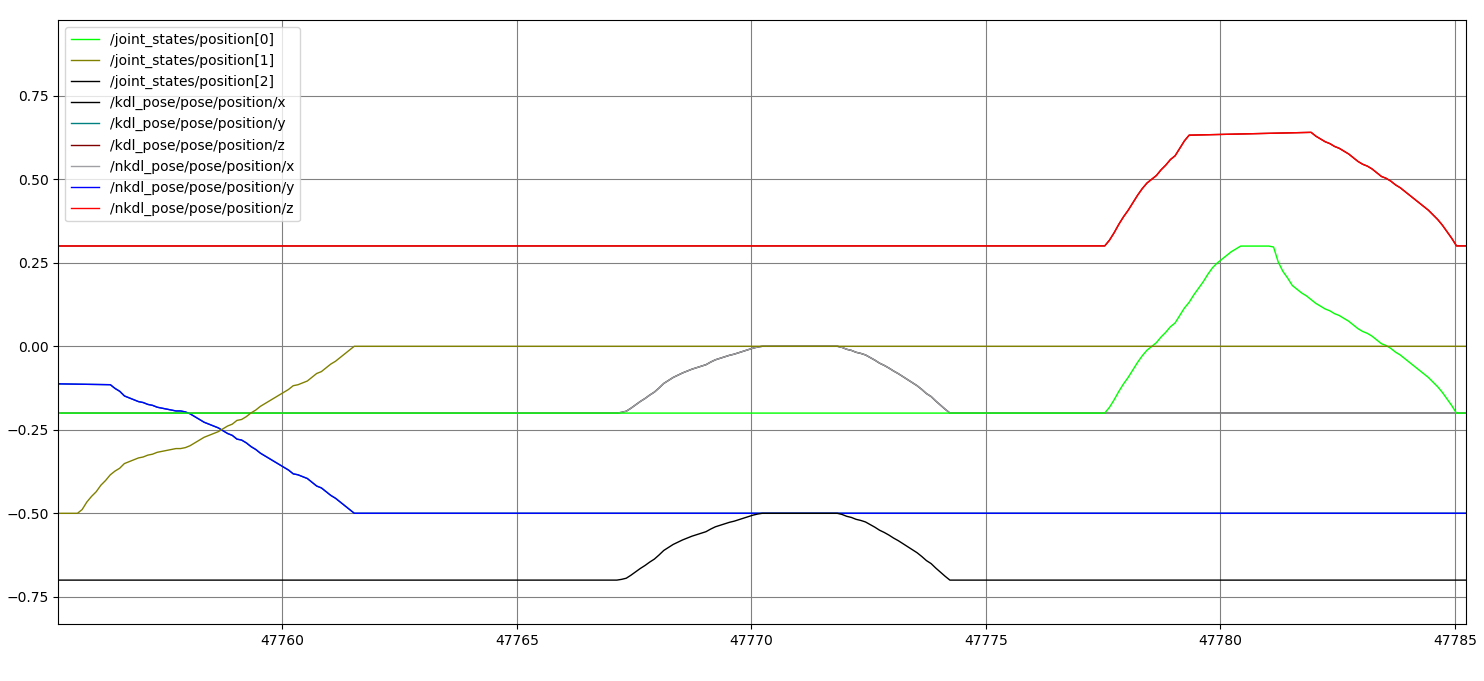 /joint_states/position[0]
/joint_states/position[1]
/joint_states/position[2]
/kdl_pose/pose/position/x
/kdl_pose/pose/position/y
/kdl_pose/pose/position/z
/nkdl_pose/pose/position/x
/nkdl_pose/pose/position/y
/nkdl_pose/pose/position/z
0.75
0.50
0.25
0.00
−0.25
−0.50
−0.75
47760 47765 47770 47775 47780 47785